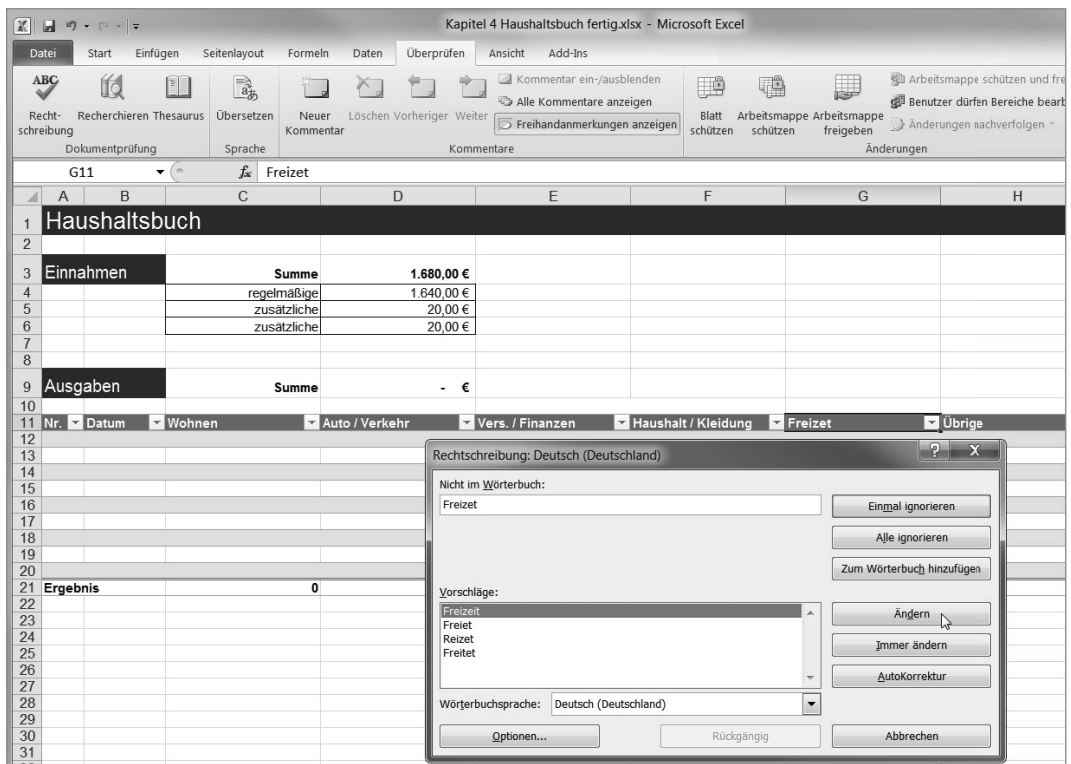 Kapitel 4 Haushaltsbuch fertig.xlsx - Microsoft Excel
Datei Start Einfügen Seitenlayout Formeln Daten Überprüfen Ansicht Add-Ins
ABC Recht-schreibung Recherchieren Thesaurus
Dokumentprüfung
Übersetzen
Sprache
Neuer Kommentar Löschen Vorheriger Weiter
Kommentar ein-/ausblenden
Alle Kommentare anzeigen
Freihandanmerkungen anzeigen
Kommentare
Blatt schützen Arbeitsmappe schützen Arbeitsmappe freigeben
Arbeitsmappe schützen und fre
Benutzer dürfen Bereiche bearb
Änderungen nachverfolgen
Änderungen
G11 fx Freizet
A B C D E F G H
1 Haushaltsbuch
2
3 Einnahmen Summe 1.680,00 €
4 regelmäßige 1.640,00 €
5 zusätzliche 20,00 €
6 zusätzliche 20,00 €
7
8
9 Ausgaben Summe - €
10
11 Nr. Datum Wohnen Auto / Verkehr Vers. / Finanzen Haushalt / Kleidung Freizet Übrige
12
13
14
15
16
17
18
19
20
21 Ergebnis 0
22
23
24
25
26
27
28
29
30
31
Rechtschreibung: Deutsch (Deutschland) ? X
Nicht im Wörterbuch:
Freizet
Einmal ignorieren
Alle ignorieren
Zum Wörterbuch hinzufügen
Vorschläge:
Freizeit
Freiet
Reizet
Freitet
Ändern
Immer ändern
AutoKorrektur
Wörterbuchsprache: Deutsch (Deutschland)
Optionen... Rückgängig Abbrechen